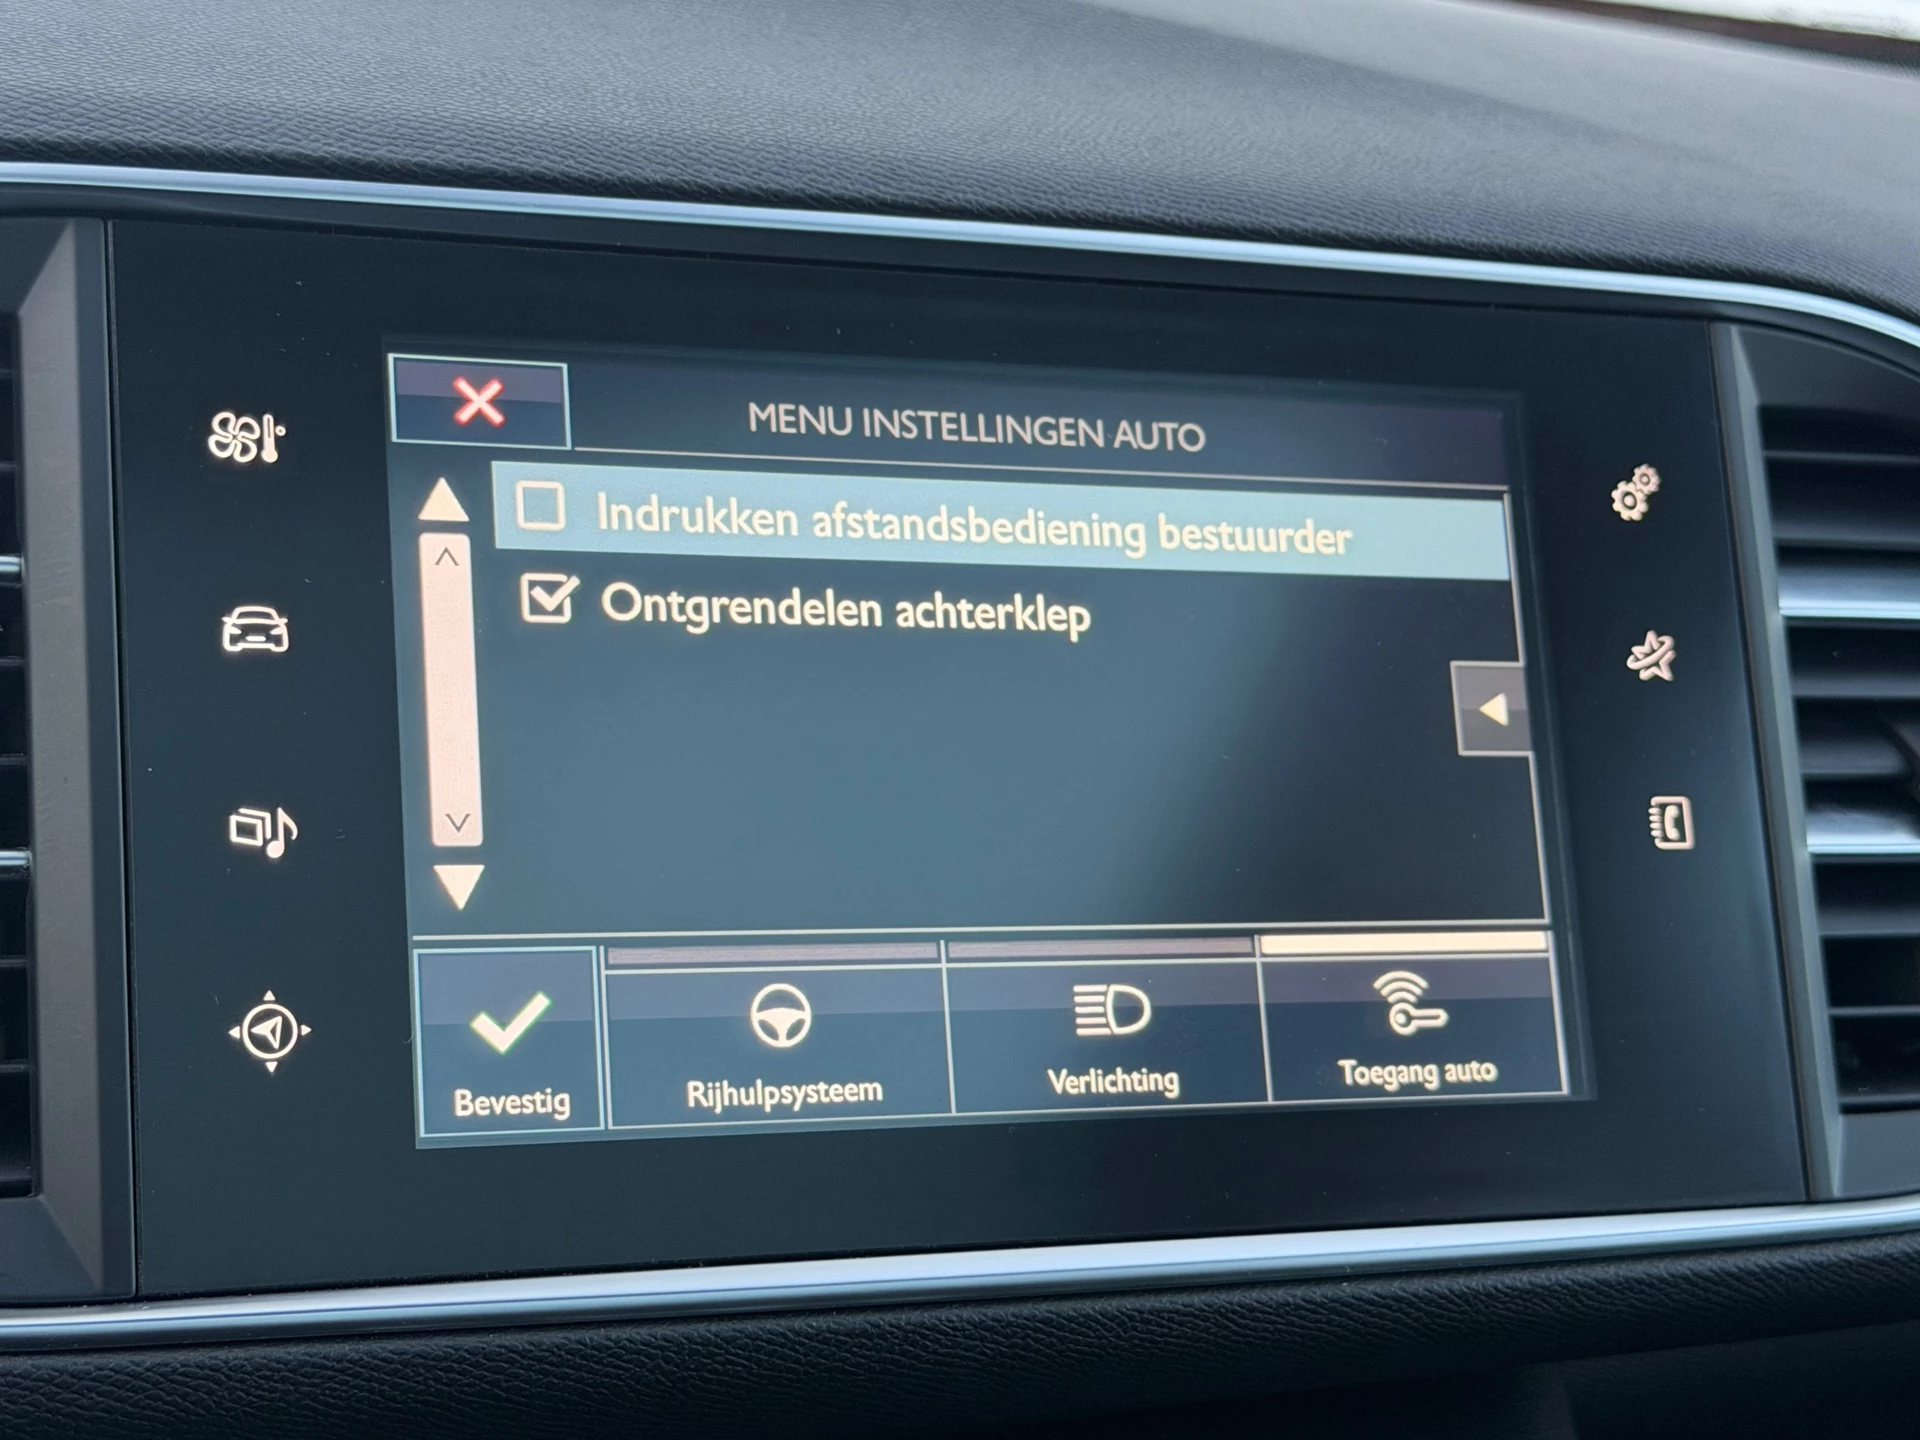 MENU INSTELLINGEN AUTO
Indrukken afstandsbediening bestuurder
Ontgrendelen achterklep
Bevestig
Rijhulpsysteem
Verlichting
Toegang auto